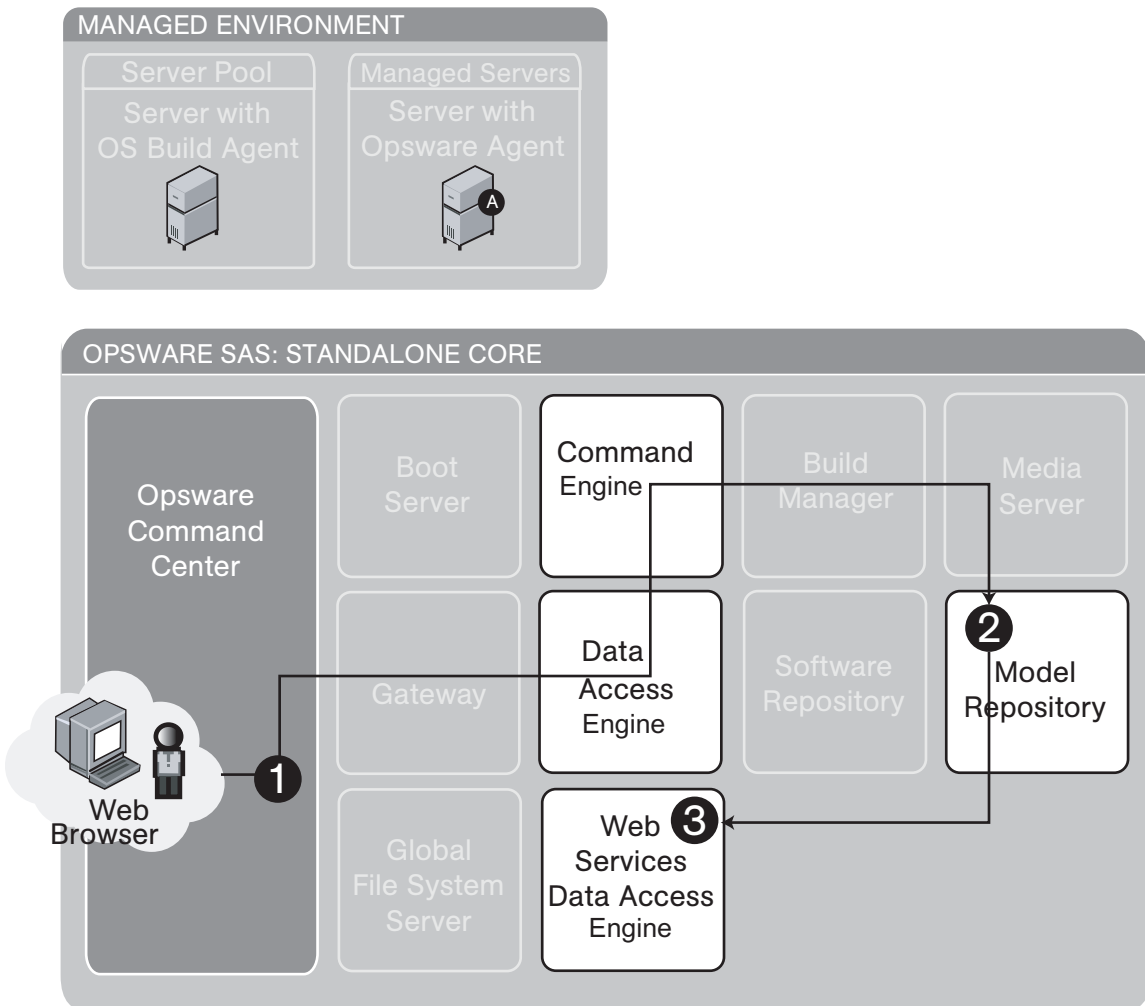 MANAGED ENVIRONMENT
Server Pool
Server with
OS Build Agent
Managed Servers
Server with
Opsware Agent
A
OPSWARE SAS: STANDALONE CORE
Opsware
Command
Center
Boot
Server
Command
Engine
Build
Manager
Media
Server
Gateway
Data
Access
Engine
Software
Repository
2
Model
Repository
1
Web
Browser
Global
File System
Server
3
Web
Services
Data Access
Engine